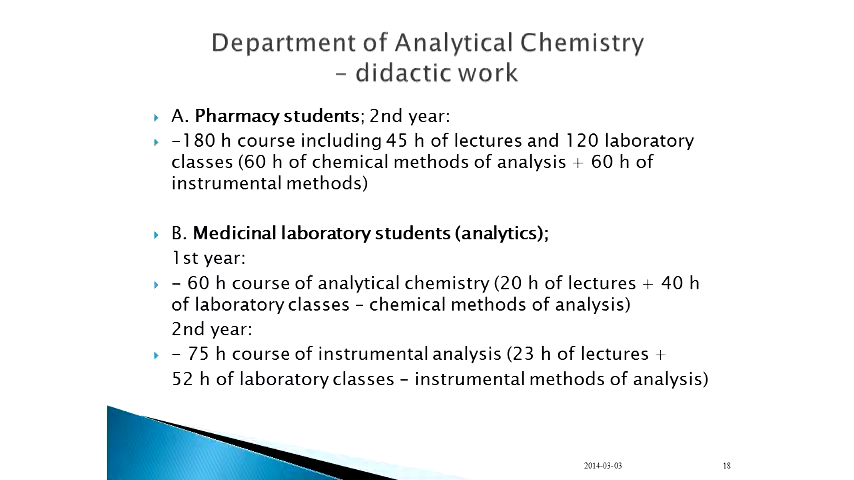 Department of Analytical Chemistry
– didactic work
A. Pharmacy students; 2nd year:
-180 h course including 45 h of lectures and 120 laboratory
classes (60 h of chemical methods of analysis + 60 h of
instrumental methods)
B. Medicinal laboratory students (analytics);
1st year:
- 60 h course of analytical chemistry (20 h of lectures + 40 h
of laboratory classes – chemical methods of analysis)
2nd year:
- 75 h course of instrumental analysis (23 h of lectures +
52 h of laboratory classes – instrumental methods of analysis)
2014-03-03
18